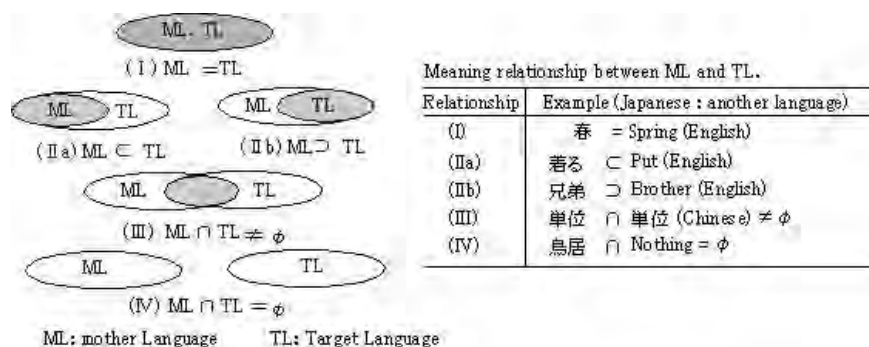 ML, TL
(I) ML =TL
ML TL
ML TL
(IIa) ML ⊂ TL
(IIb) ML ⊃ TL
ML TL
(III) ML ∩ TL ≠ φ
ML TL
(IV) ML ∩ TL = φ
ML: mother Language TL: Target Language
Meaning relationship between ML and TL.
Relationship Example (Japanese : another language)
(I) 春 = Spring (English)
(IIa) 着る ⊂ Put (English)
(IIb) 兄弟 ⊃ Brother (English)
(III) 単位 ∩ 単位 (Chinese) ≠ φ
(IV) 鳥居 ∩ Nothing = φ